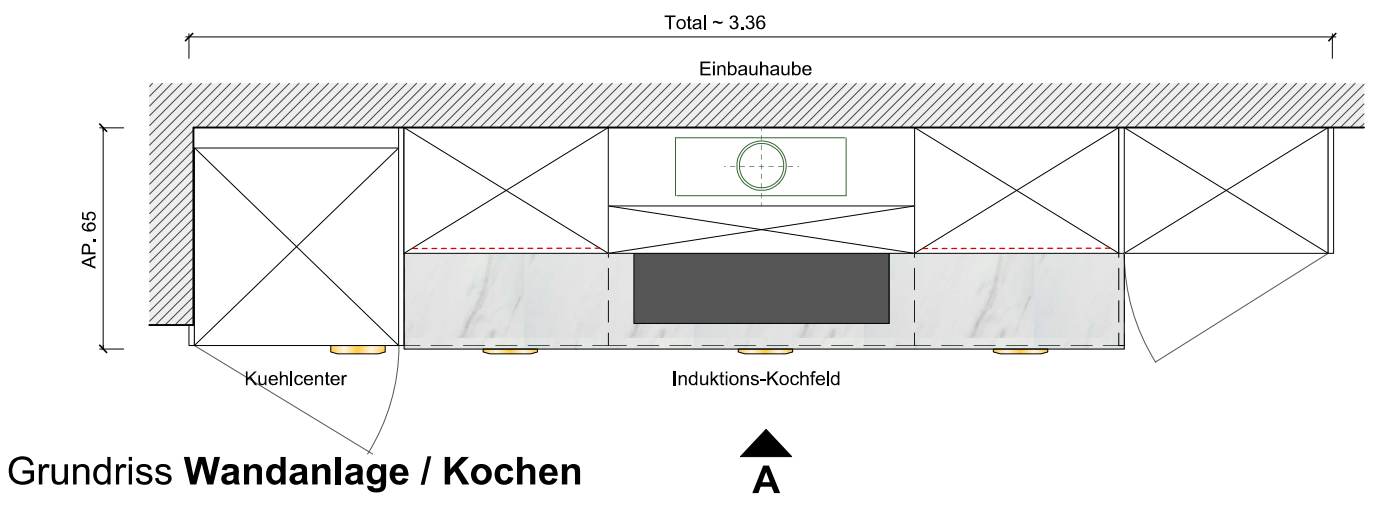 Total ~ 3.36
Einbauhaube
AP. 65
Kuehlcenter
Induktions-Kochfeld
Grundriss Wandanlage / Kochen
A